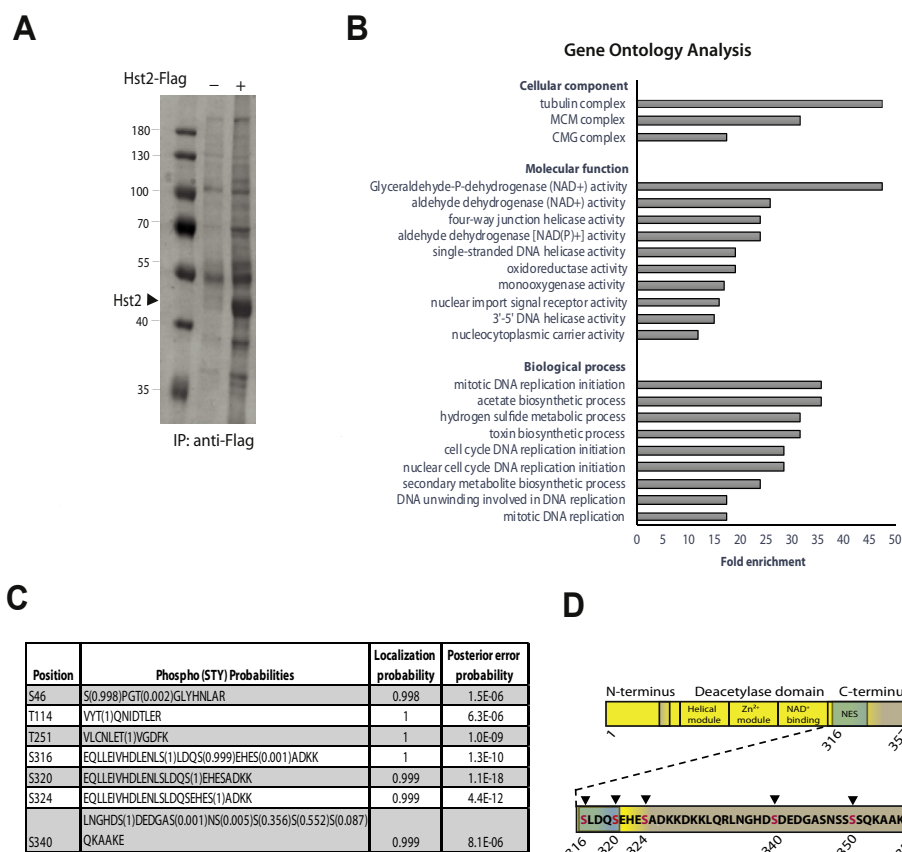 A
Hst2-Flag
– +
180
130
100
70
55
Hst2
40
35
IP: anti-Flag
B
Gene Ontology Analysis
Cellular component
tubulin complex
MCM complex
CMG complex
Molecular function
Glyceraldehyde-P-dehydrogenase (NAD+) activity
aldehyde dehydrogenase (NAD+) activity
four-way junction helicase activity
aldehyde dehydrogenase [NAD(P)+] activity
single-stranded DNA helicase activity
oxidoreductase activity
monooxygenase activity
nuclear import signal receptor activity
3'-5' DNA helicase activity
nucleocytoplasmic carrier activity
Biological process
mitotic DNA replication initiation
acetate biosynthetic process
hydrogen sulfide metabolic process
toxin biosynthetic process
cell cycle DNA replication initiation
nuclear cell cycle DNA replication initiation
secondary metabolite biosynthetic process
DNA unwinding involved in DNA replication
mitotic DNA replication
0 5 10 15 20 25 30 35 40 45 50
Fold enrichment
C
Position Phospho (STY) Probabilities Localization probability Posterior error probability
S46 S(0.998)PGT(0.002)GLYHNLAR 0.998 1.5E-06
T114 VYT(1)QNIDTLER 1 6.3E-06
T251 VLCNLET(1)VGDFK 1 1.0E-09
S316 EQLLEIVHDLENLS(1)LDQS(0.999)EHES(0.001)ADKK 1 1.3E-10
S320 EQLLEIVHDLENLSLDQS(1)EHESADKK 0.999 1.1E-18
S324 EQLLEIVHDLENLSLDQSEHES(1)ADKK 0.999 4.4E-12
S340 LNGHDS(1)DEDGAS(0.001)NS(0.005)S(0.356)S(0.552)S(0.087)
QKAAKE 0.999 8.1E-06
D
N-terminus Deacetylase domain C-terminu
Helical module Zn²⁺ module NAD⁺ binding NES
1 316 357
SLDQSEHESADKKDKKLQRLNGHDSDEDGASNSSSSQKAAK
316 320 324 340 350